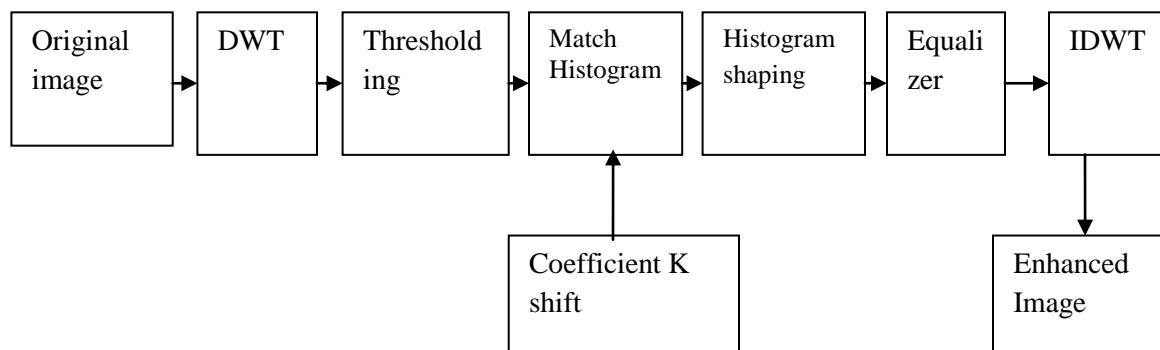 Original
image
DWT
Threshold
ing
Match
Histogram
Histogram
shaping
Equali
zer
IDWT
Coefficient K
shift
Enhanced
Image